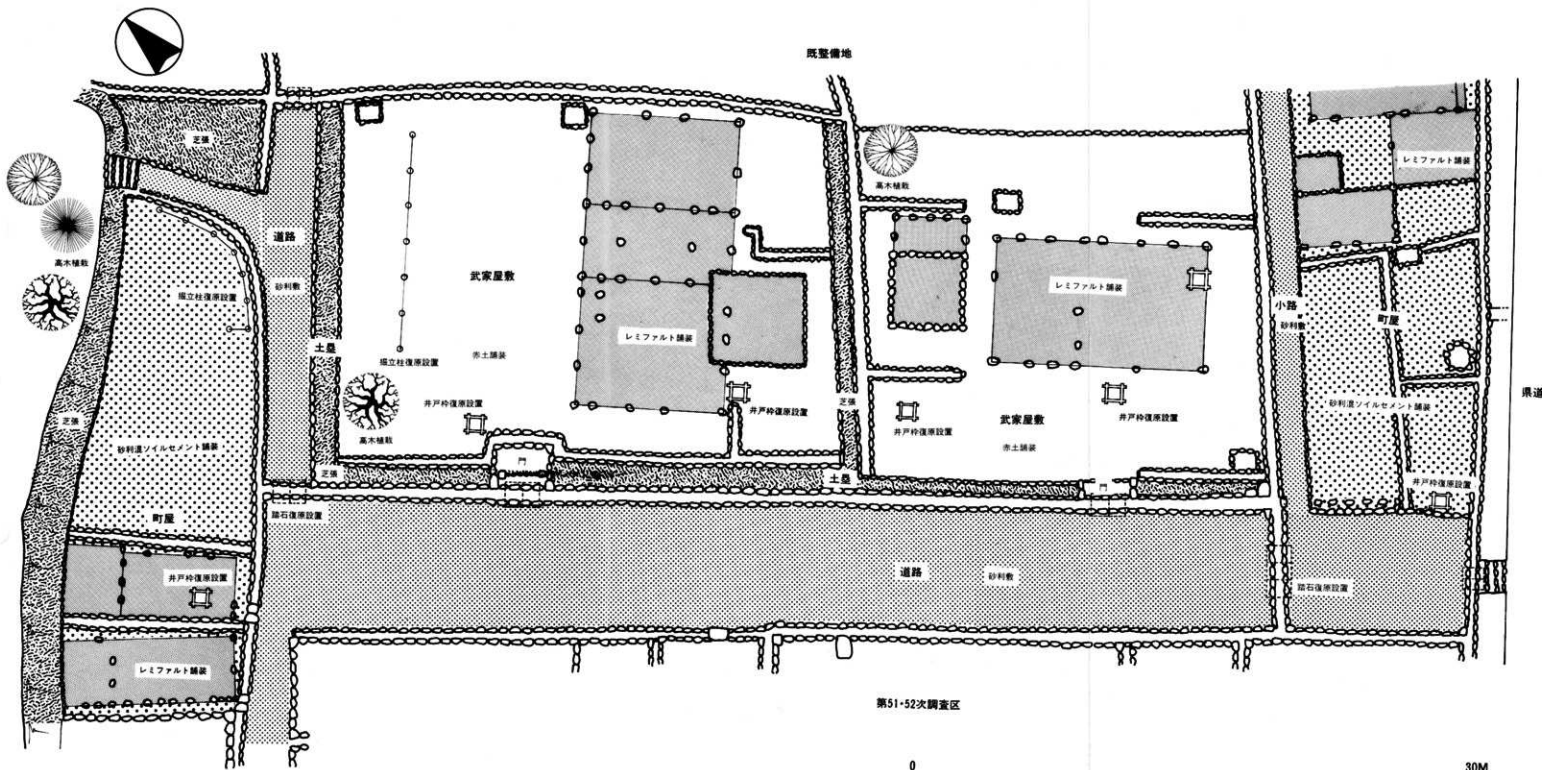 既整備地
芝張
高木植栽
道路
砂利敷
掘立柱復原設置
芝張
砂利混ソイルセメント舗装
町屋
井戸枠復原設置
レミファルト舗装
土塁
武家屋敷
赤土舗装
掘立柱復原設置
高木植栽
井戸枠復原設置
レミファルト舗装
井戸枠復原設置
芝張
門
芝張
土塁
踏石復原設置
高木植栽
レミファルト舗装
井戸枠復原設置
武家屋敷
赤土舗装
井戸枠復原設置
門
道路
砂利敷
小路
砂利敷
レミファルト舗装
町屋
砂利混ソイルセメント舗装
井戸枠復原設置
踏石復原設置
県道
第51・52次調査区
0
30M